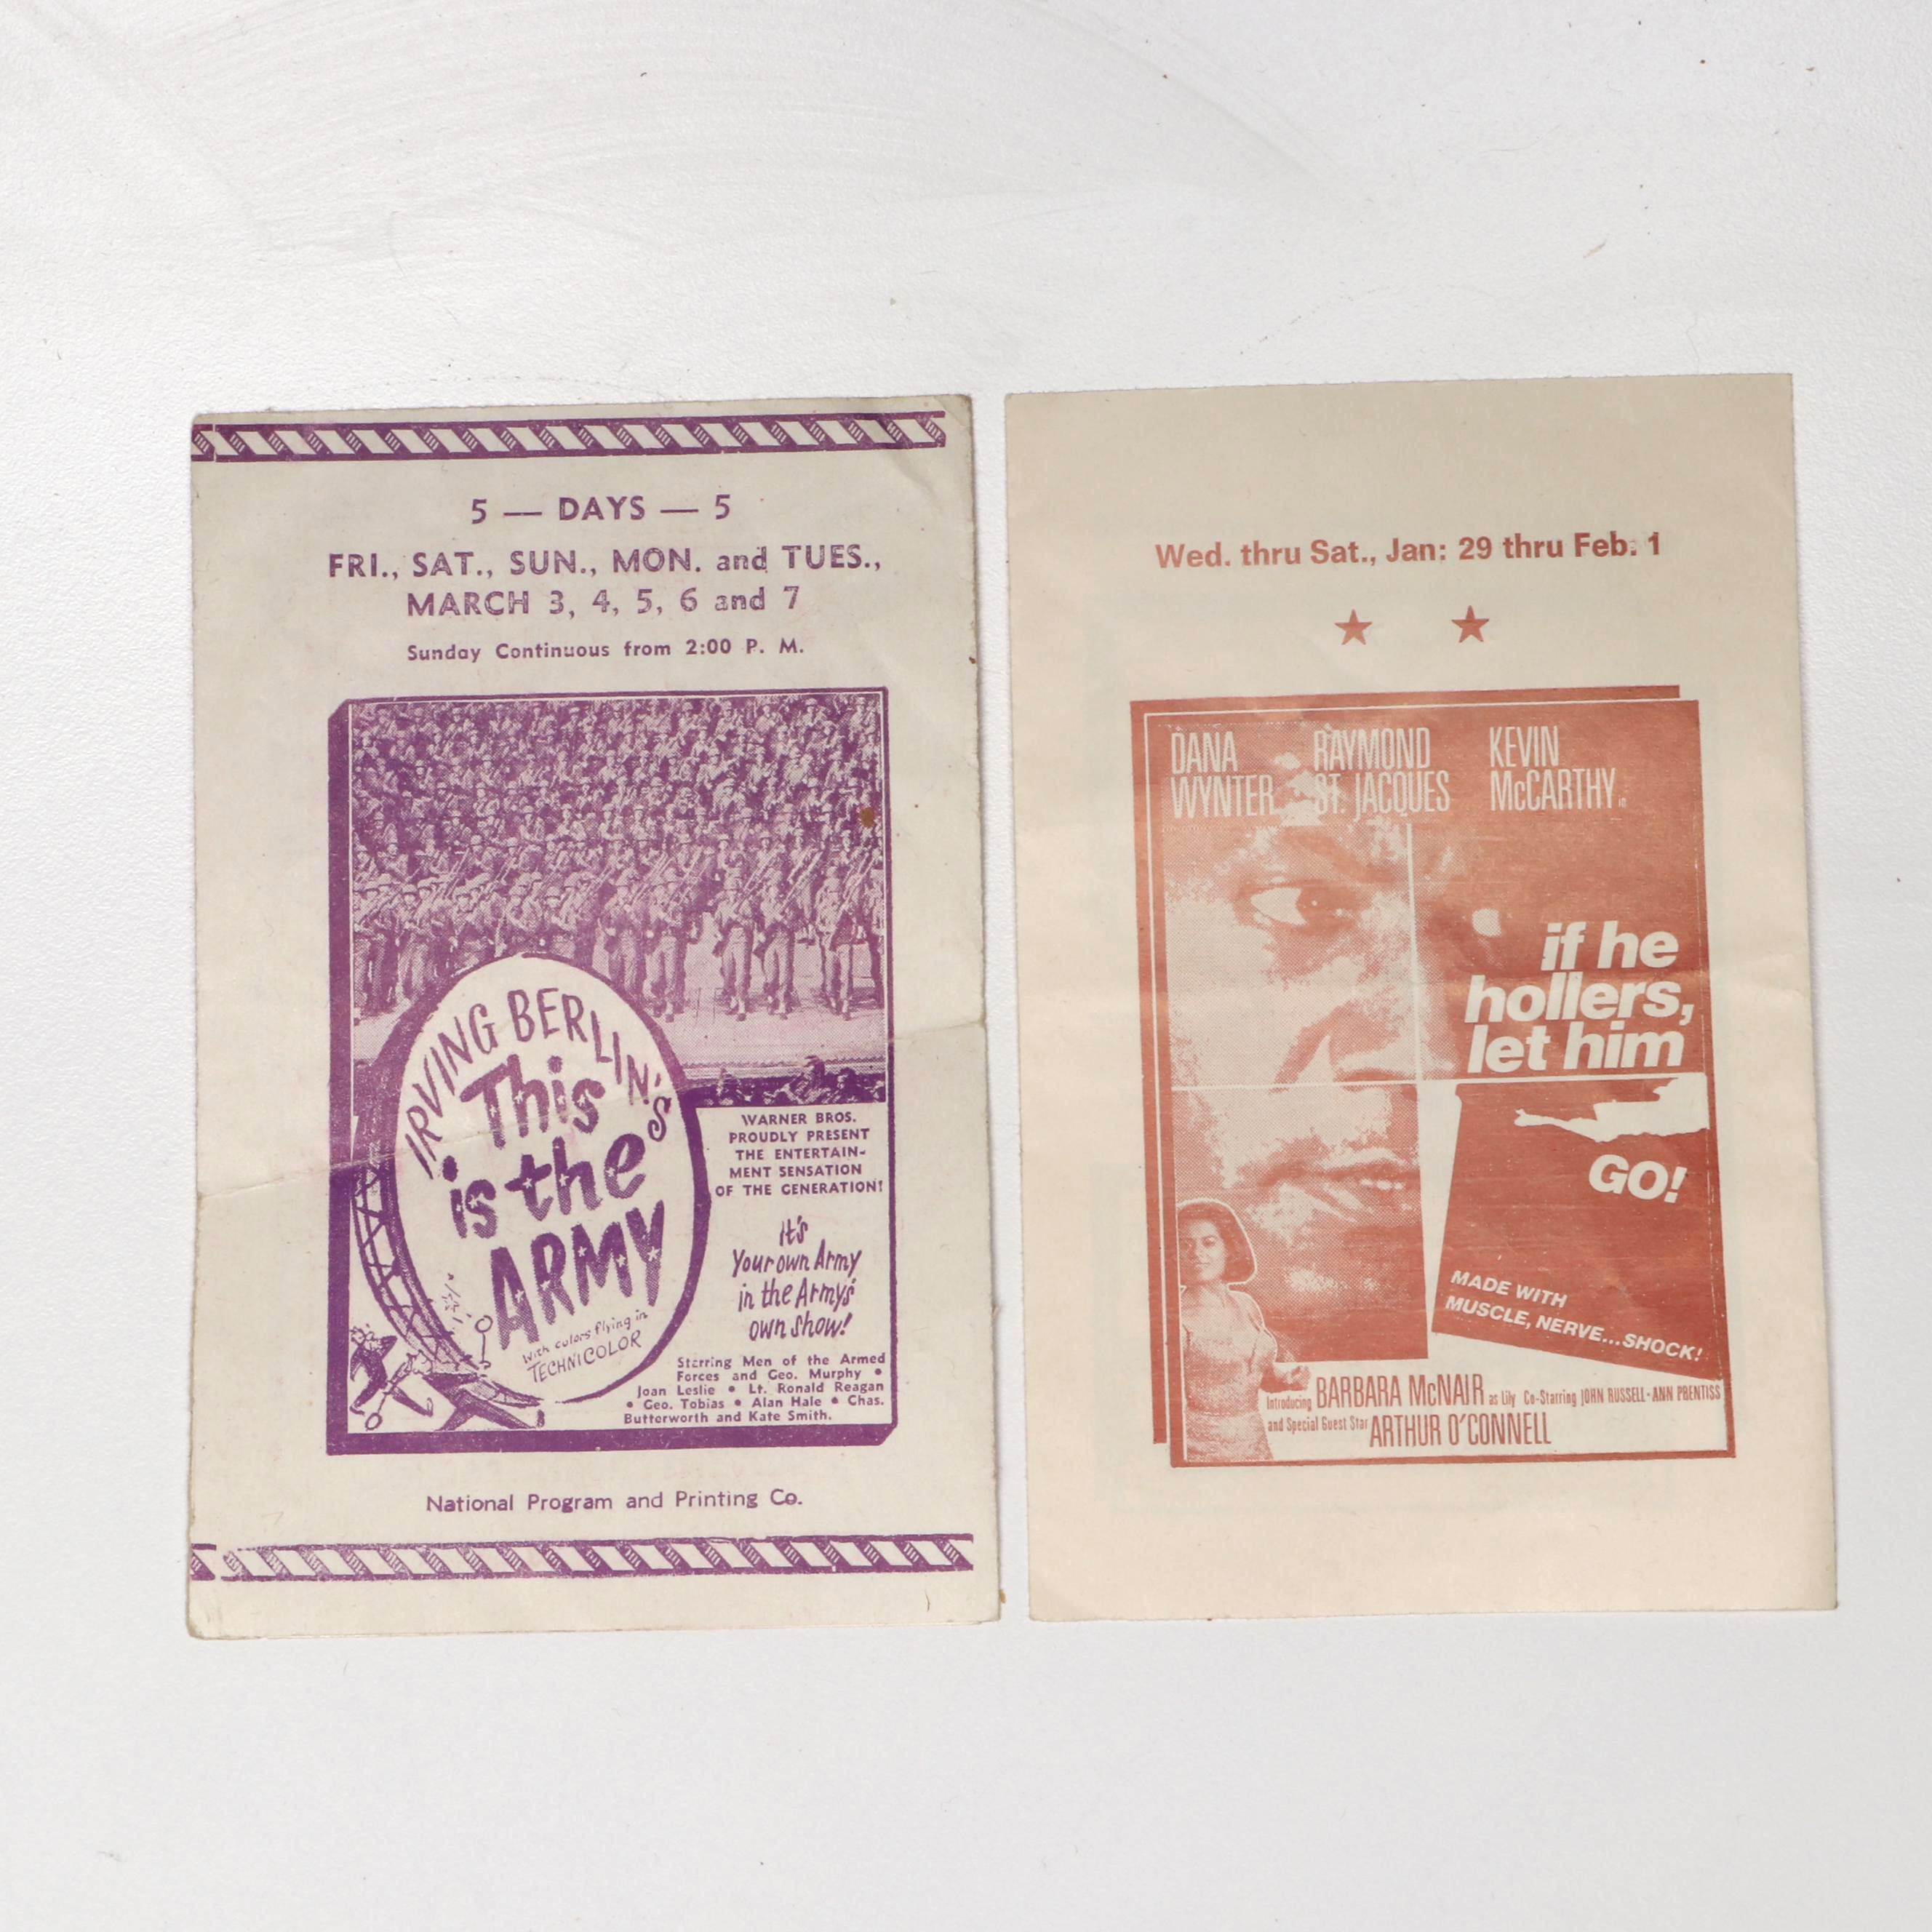 5 — DAYS — 5
FRI., SAT., SUN., MON. and TUES.,
MARCH 3, 4, 5, 6 and 7
Sunday Continuous from 2:00 P. M.
IRVING BERLIN'S
This
is the
ARMY
With colors flying in
TECHNICOLOR
WARNER BROS.
PROUDLY PRESENT
THE ENTERTAIN-
MENT SENSATION
OF THE GENERATION!
It's
Your own Army
in the Army's
own show!
Starring Men of the Armed
Forces and Geo. Murphy •
Joan Leslie • Lt. Ronald Reagan
• Geo. Tobias • Alan Hale • Chas.
Butterworth and Kate Smith.
National Program and Printing Co.
Wed. thru Sat., Jan: 29 thru Feb. 1
DANA RAYMOND KEVIN
WYNTER ST. JACQUES McCARTHY in
if he
hollers,
let him
GO!
MADE WITH
MUSCLE, NERVE...SHOCK!
Introducing BARBARA McNAIR as Lily Co-Starring JOHN RUSSELL-ANN PRENTISS
and Special Guest Star ARTHUR O'CONNELL